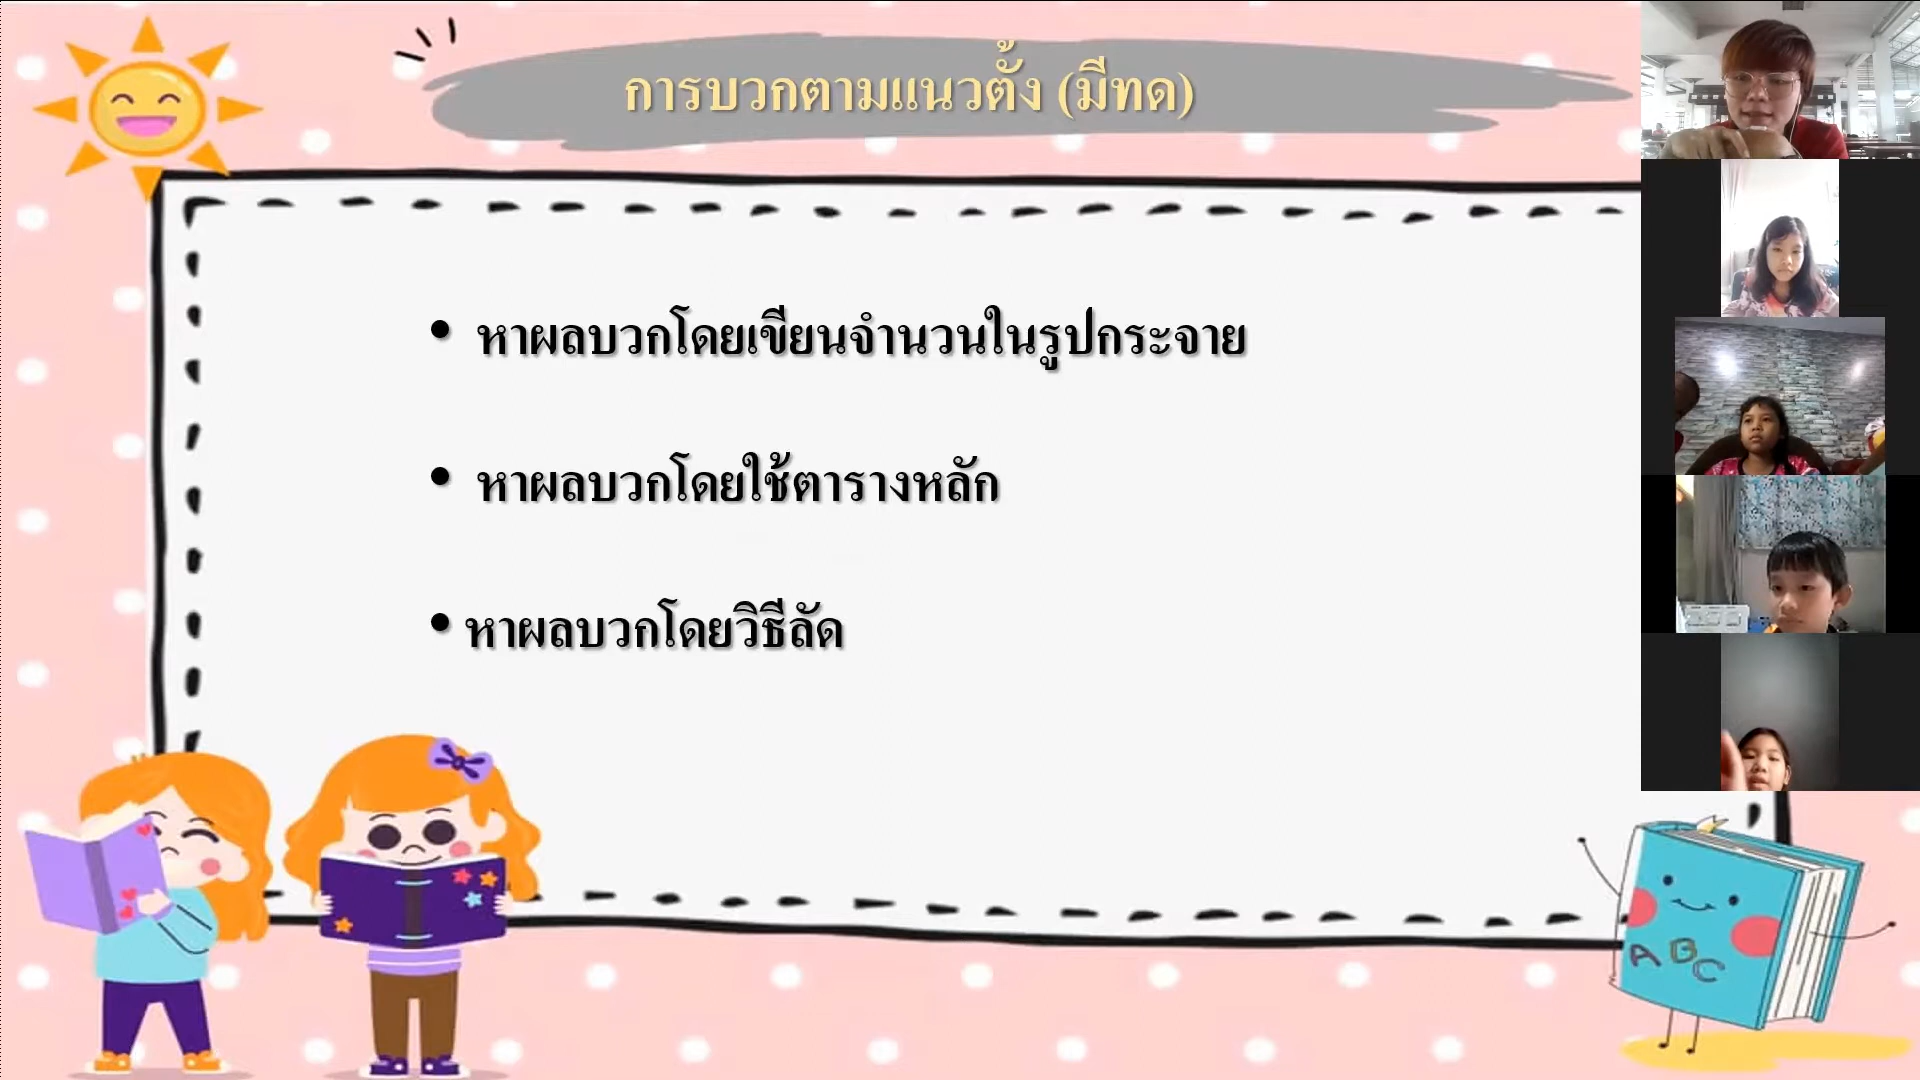 การบวกตามแนวตั้ง (มีทด)
• หาผลบวกโดยเขียนจำนวนในรูปกระจาย
• หาผลบวกโดยใช้ตารางหลัก
• หาผลบวกโดยวิธีลัด
ABC